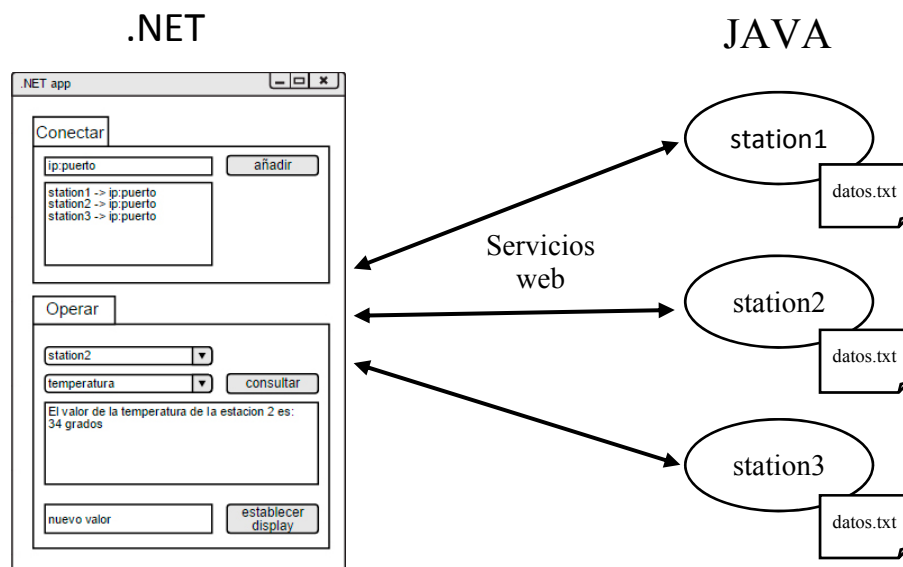 .NET
JAVA
.NET app
Conectar
ip:puerto
añadir
station1 -> ip:puerto
station2 -> ip:puerto
station3 -> ip:puerto
Operar
station2
temperatura
consultar
El valor de la temperatura de la estacion 2 es:
34 grados
nuevo valor
establecer
display
Servicios
web
station1
datos.txt
station2
datos.txt
station3
datos.txt